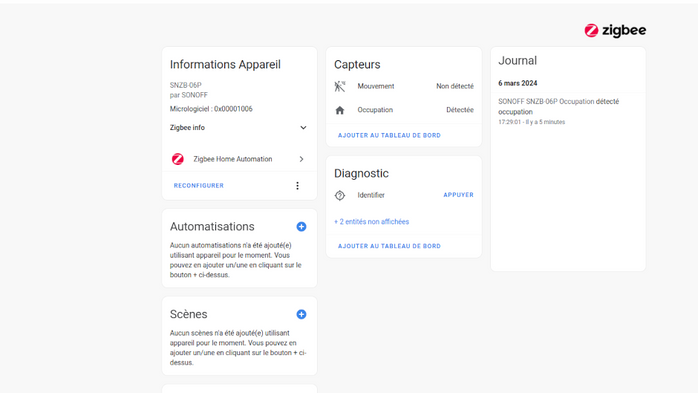 zigbee
Informations Appareil
SNZB-06P
par SONOFF
Micrologiciel : 0x00001006
Zigbee info
Zigbee Home Automation
RECONFIGURER
Automatisations
Aucun automatisations n'a été ajouté(e)
utilisant appareil pour le moment. Vous
pouvez en ajouter un/une en cliquant sur le
bouton + ci-dessus.
Scènes
Aucun scènes n'a été ajouté(e) utilisant
appareil pour le moment. Vous pouvez en
ajouter un/une en cliquant sur le bouton + ci-
dessus.
Capteurs
Mouvement Non détecté
Occupation Détectée
AJOUTER AU TABLEAU DE BORD
Diagnostic
Identifier APPUYER
+ 2 entités non affichées
AJOUTER AU TABLEAU DE BORD
Journal
6 mars 2024
SONOFF SNZB-06P Occupation détecté
occupation
17:29:01 - Il y a 5 minutes